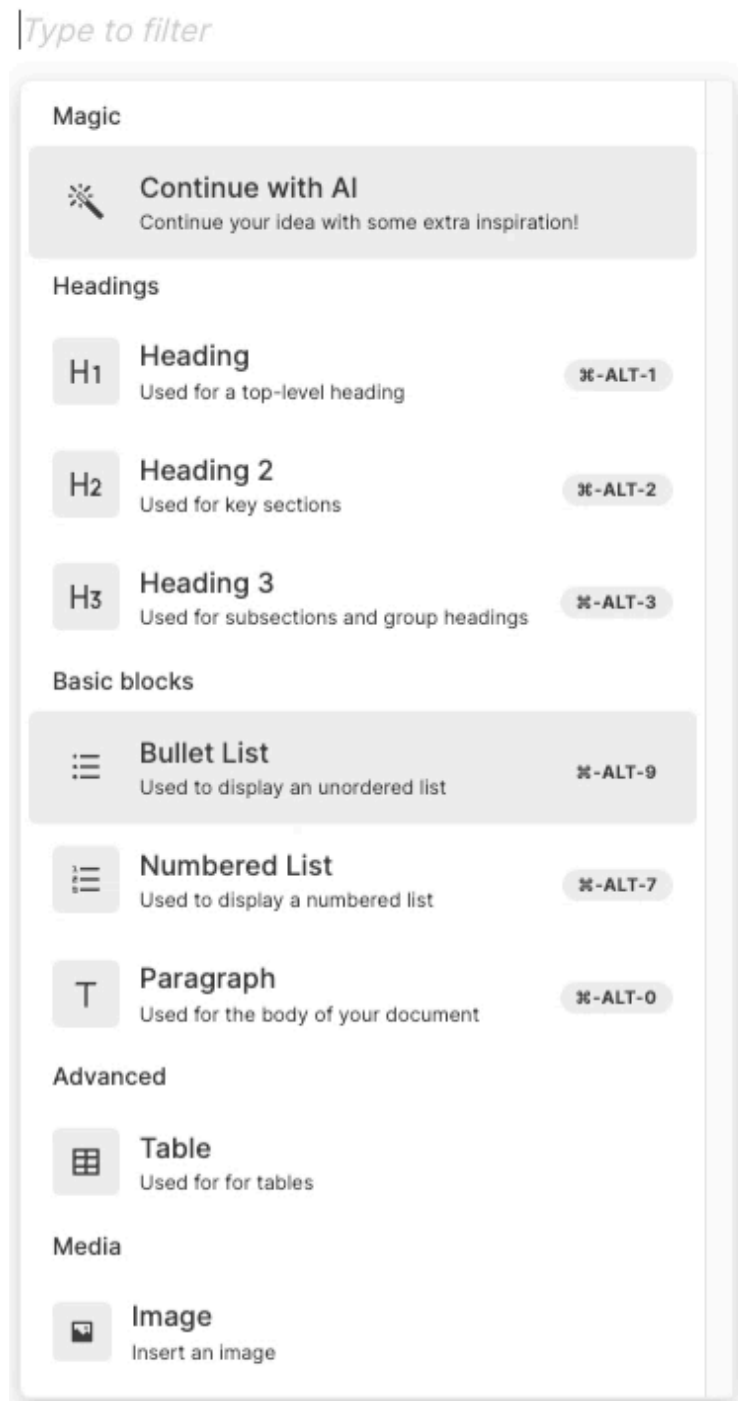 Type to filter
Magic
Continue with AI
Continue your idea with some extra inspiration!
Headings
H1
Heading
⌘-ALT-1
Used for a top-level heading
H2
Heading 2
⌘-ALT-2
Used for key sections
H3
Heading 3
⌘-ALT-3
Used for subsections and group headings
Basic blocks
Bullet List
⌘-ALT-9
Used to display an unordered list
Numbered List
⌘-ALT-7
Used to display a numbered list
T
Paragraph
⌘-ALT-0
Used for the body of your document
Advanced
Table
Used for for tables
Media
Image
Insert an image